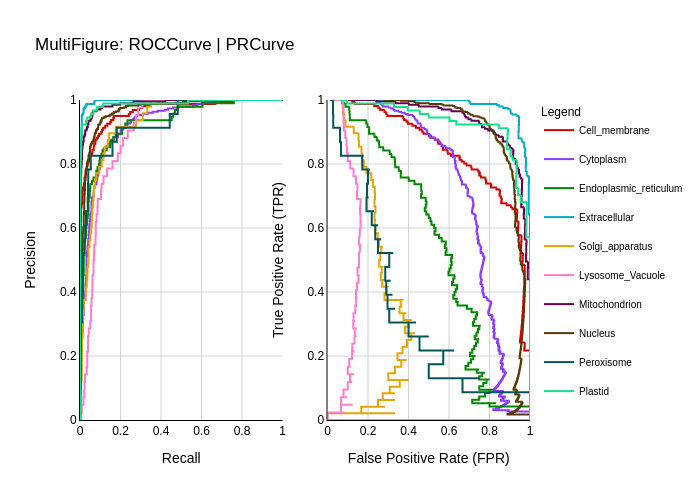 MultiFigure: ROCCurve | PRCurve
Precision
1
0.8
0.6
0.4
0.2
0
0
0.2
0.4
0.6
0.8
1
Recall
True Positive Rate (TPR)
1
0.8
0.6
0.4
0.2
0
0
0.2
0.4
0.6
0.8
1
False Positive Rate (FPR)
Legend
Cell_membrane
Cytoplasm
Endoplasmic_reticulum
Extracellular
Golgi_apparatus
Lysosome_Vacuole
Mitochondrion
Nucleus
Peroxisome
Plastid